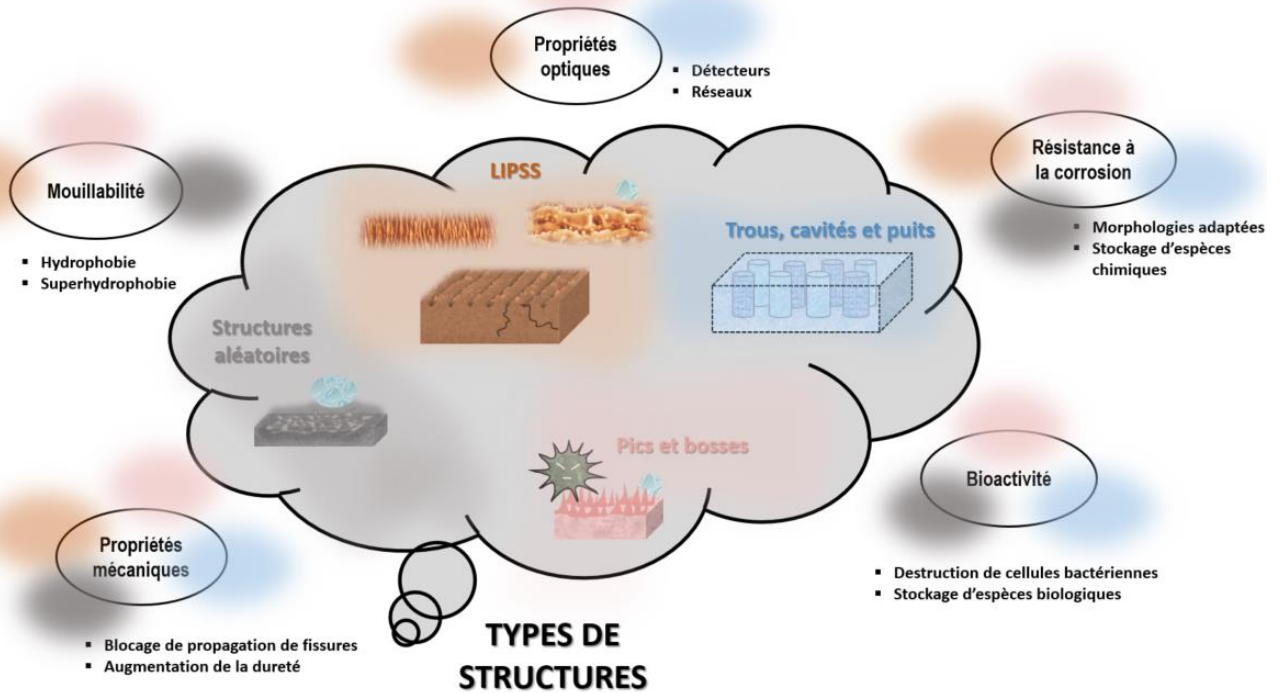 Propriétés
optiques
▪ Détecteurs
▪ Réseaux
Mouillabilité
▪ Hydrophobie
▪ Superhydrophobie
Résistance à
la corrosion
▪ Morphologies adaptées
▪ Stockage d'espèces
chimiques
LIPSS
Trous, cavités et puits
Structures
aléatoires
Pics et bosses
Bioactivité
▪ Destruction de cellules bactériennes
▪ Stockage d'espèces biologiques
Propriétés
mécaniques
▪ Blocage de propagation de fissures
▪ Augmentation de la dureté
TYPES DE
STRUCTURES